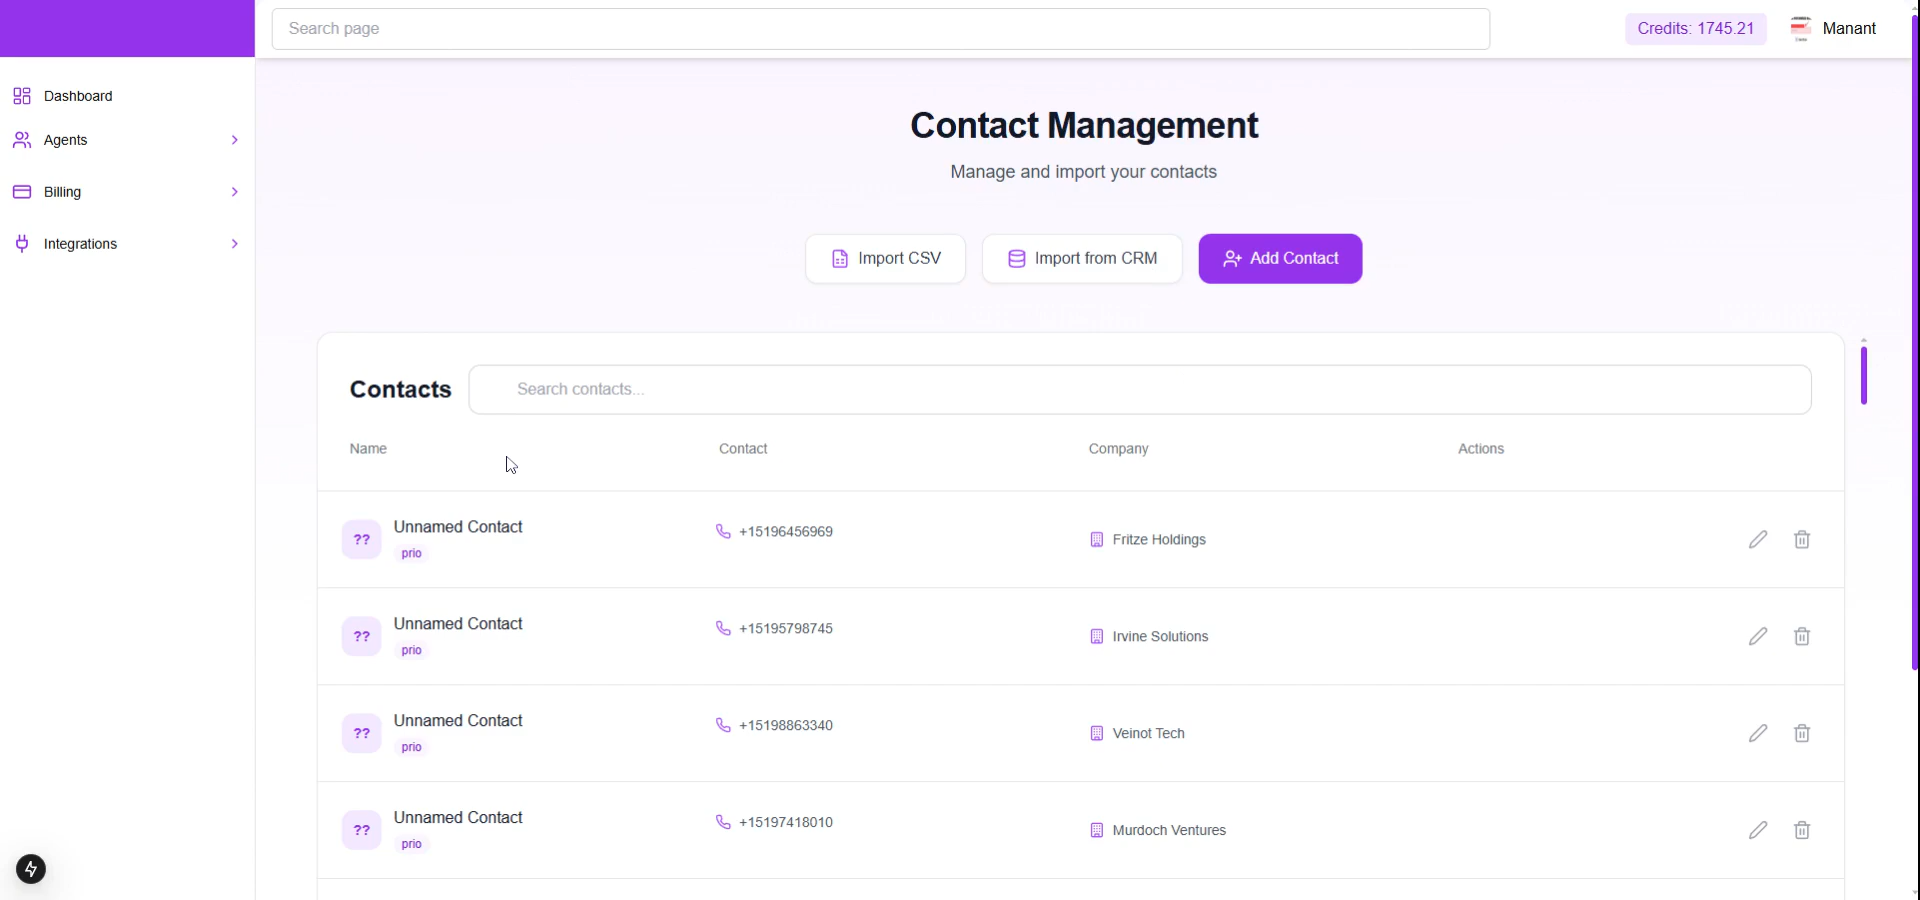 Search page
Credits: 1745.21
Manant
Dashboard
Agents
Billing
Integrations
Contact Management
Manage and import your contacts
Import CSV
Import from CRM
Add Contact
Contacts
Search contacts...
Name Contact Company Actions
?? Unnamed Contact +15196456969 Fritze Holdings
prio
?? Unnamed Contact +15195798745 Irvine Solutions
prio
?? Unnamed Contact +15198863340 Veinot Tech
prio
?? Unnamed Contact +15197418010 Murdoch Ventures
prio